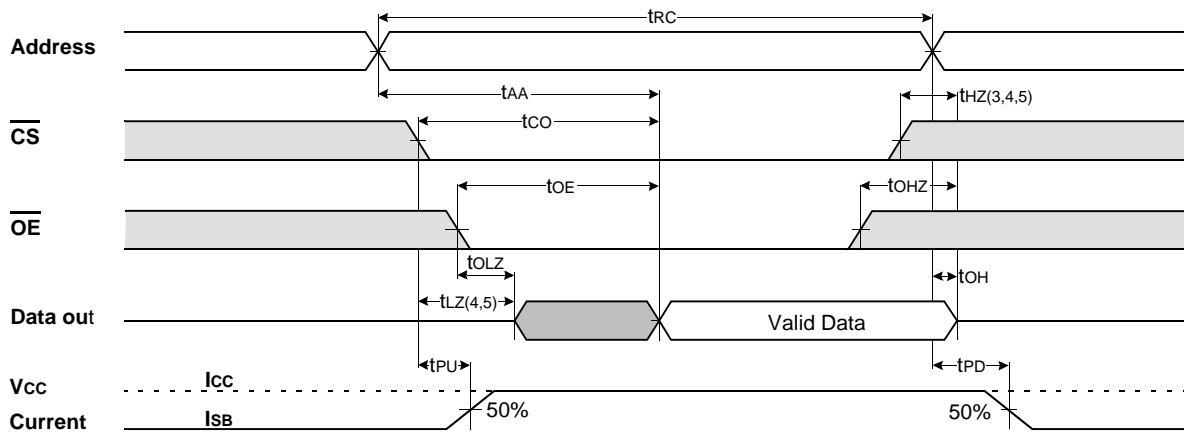 tRC
Address
tAA
tHZ(3,4,5)
tCO
CS
tOE
tOHZ
OE
tOLZ
tOH
tLZ(4,5)
Data out
Valid Data
tPU
tPD
VCC
ICC
50%
50%
Current
ISB